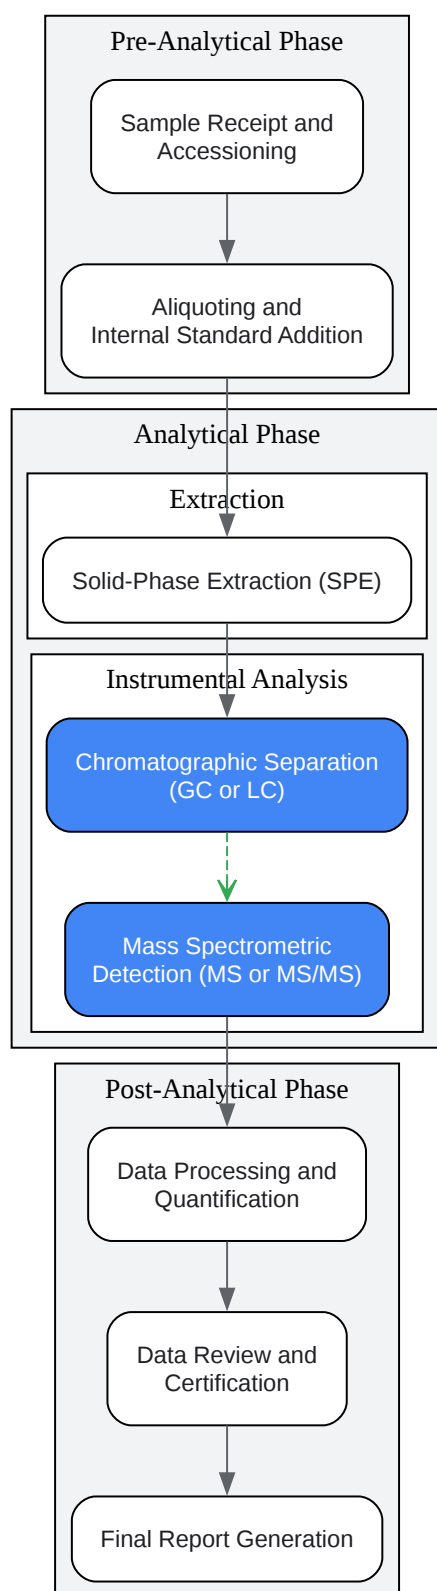 Pre-Analytical Phase
Sample Receipt and
Accessioning
Aliquoting and
Internal Standard Addition
Analytical Phase
Extraction
Solid-Phase Extraction (SPE)
Instrumental Analysis
Chromatographic Separation
(GC or LC)
Mass Spectrometric
Detection (MS or MS/MS)
Post-Analytical Phase
Data Processing and
Quantification
Data Review and
Certification
Final Report Generation